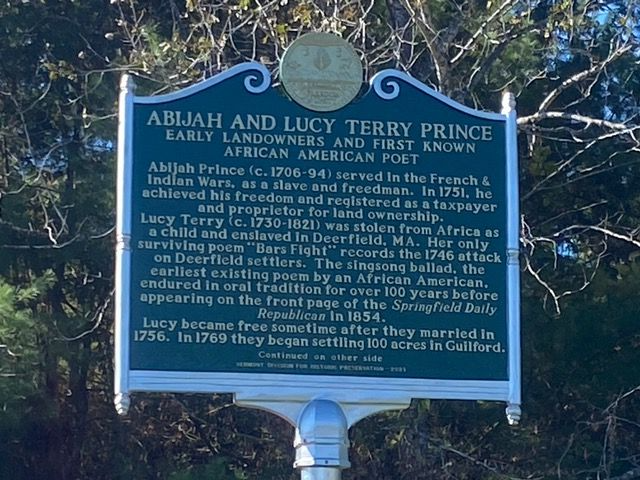 ABIJAH AND LUCY TERRY PRINCE
EARLY LANDOWNERS AND FIRST KNOWN
AFRICAN AMERICAN POET
Abijah Prince (c. 1706-94) served in the French &
Indian Wars, as a slave and freedman. In 1751, he
achieved his freedom and registered as a taxpayer
and proprietor for land ownership.
Lucy Terry (c. 1730-1821) was stolen from Africa as
a child and enslaved in Deerfield, MA. Her only
surviving poem "Bars Fight" records the 1746 attack
on Deerfield settlers. The singsong ballad, the
earliest existing poem by an African American,
endured in oral tradition for over 100 years before
appearing on the front page of the Springfield Daily
Republican in 1854.
Lucy became free sometime after they married in
1756. In 1769 they began settling 100 acres in Guilford.
Continued on other side
VERMONT DIVISION FOR HISTORIC PRESERVATION - 2021